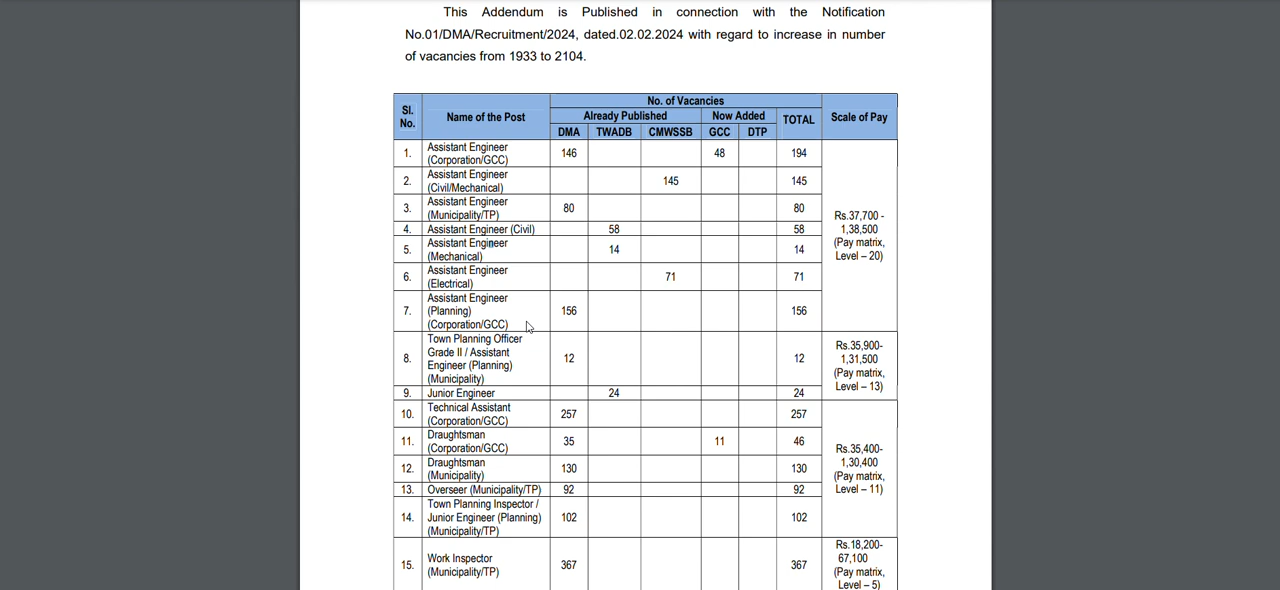 This Addendum is Published in connection with the Notification
No.01/DMA/Recruitment/2024, dated.02.02.2024 with regard to increase in number
of vacancies from 1933 to 2104.
Sl. No. Name of the Post No. of Vacancies Scale of Pay
Already Published Now Added TOTAL
DMA TWADB CMWSSB GCC DTP
1. Assistant Engineer (Corporation/GCC) 146 48 194
2. Assistant Engineer (Civil/Mechanical) 145 145
3. Assistant Engineer (Municipality/TP) 80 80
4. Assistant Engineer (Civil) 58 58
5. Assistant Engineer (Mechanical) 14 14
6. Assistant Engineer (Electrical) 71 71
7. Assistant Engineer (Planning) (Corporation/GCC) 156 156
Rs.37,700 - 1,38,500 (Pay matrix, Level – 20)
8. Town Planning Officer Grade II / Assistant Engineer (Planning) (Municipality) 12 12
9. Junior Engineer 24 24
Rs.35,900- 1,31,500 (Pay matrix, Level – 13)
10. Technical Assistant (Corporation/GCC) 257 257
11. Draughtsman (Corporation/GCC) 35 11 46
12. Draughtsman (Municipality) 130 130
13. Overseer (Municipality/TP) 92 92
14. Town Planning Inspector / Junior Engineer (Planning) (Municipality/TP) 102 102
Rs.35,400- 1,30,400 (Pay matrix, Level – 11)
15. Work Inspector (Municipality/TP) 367 367
Rs.18,200- 67,100 (Pay matrix, Level – 5)